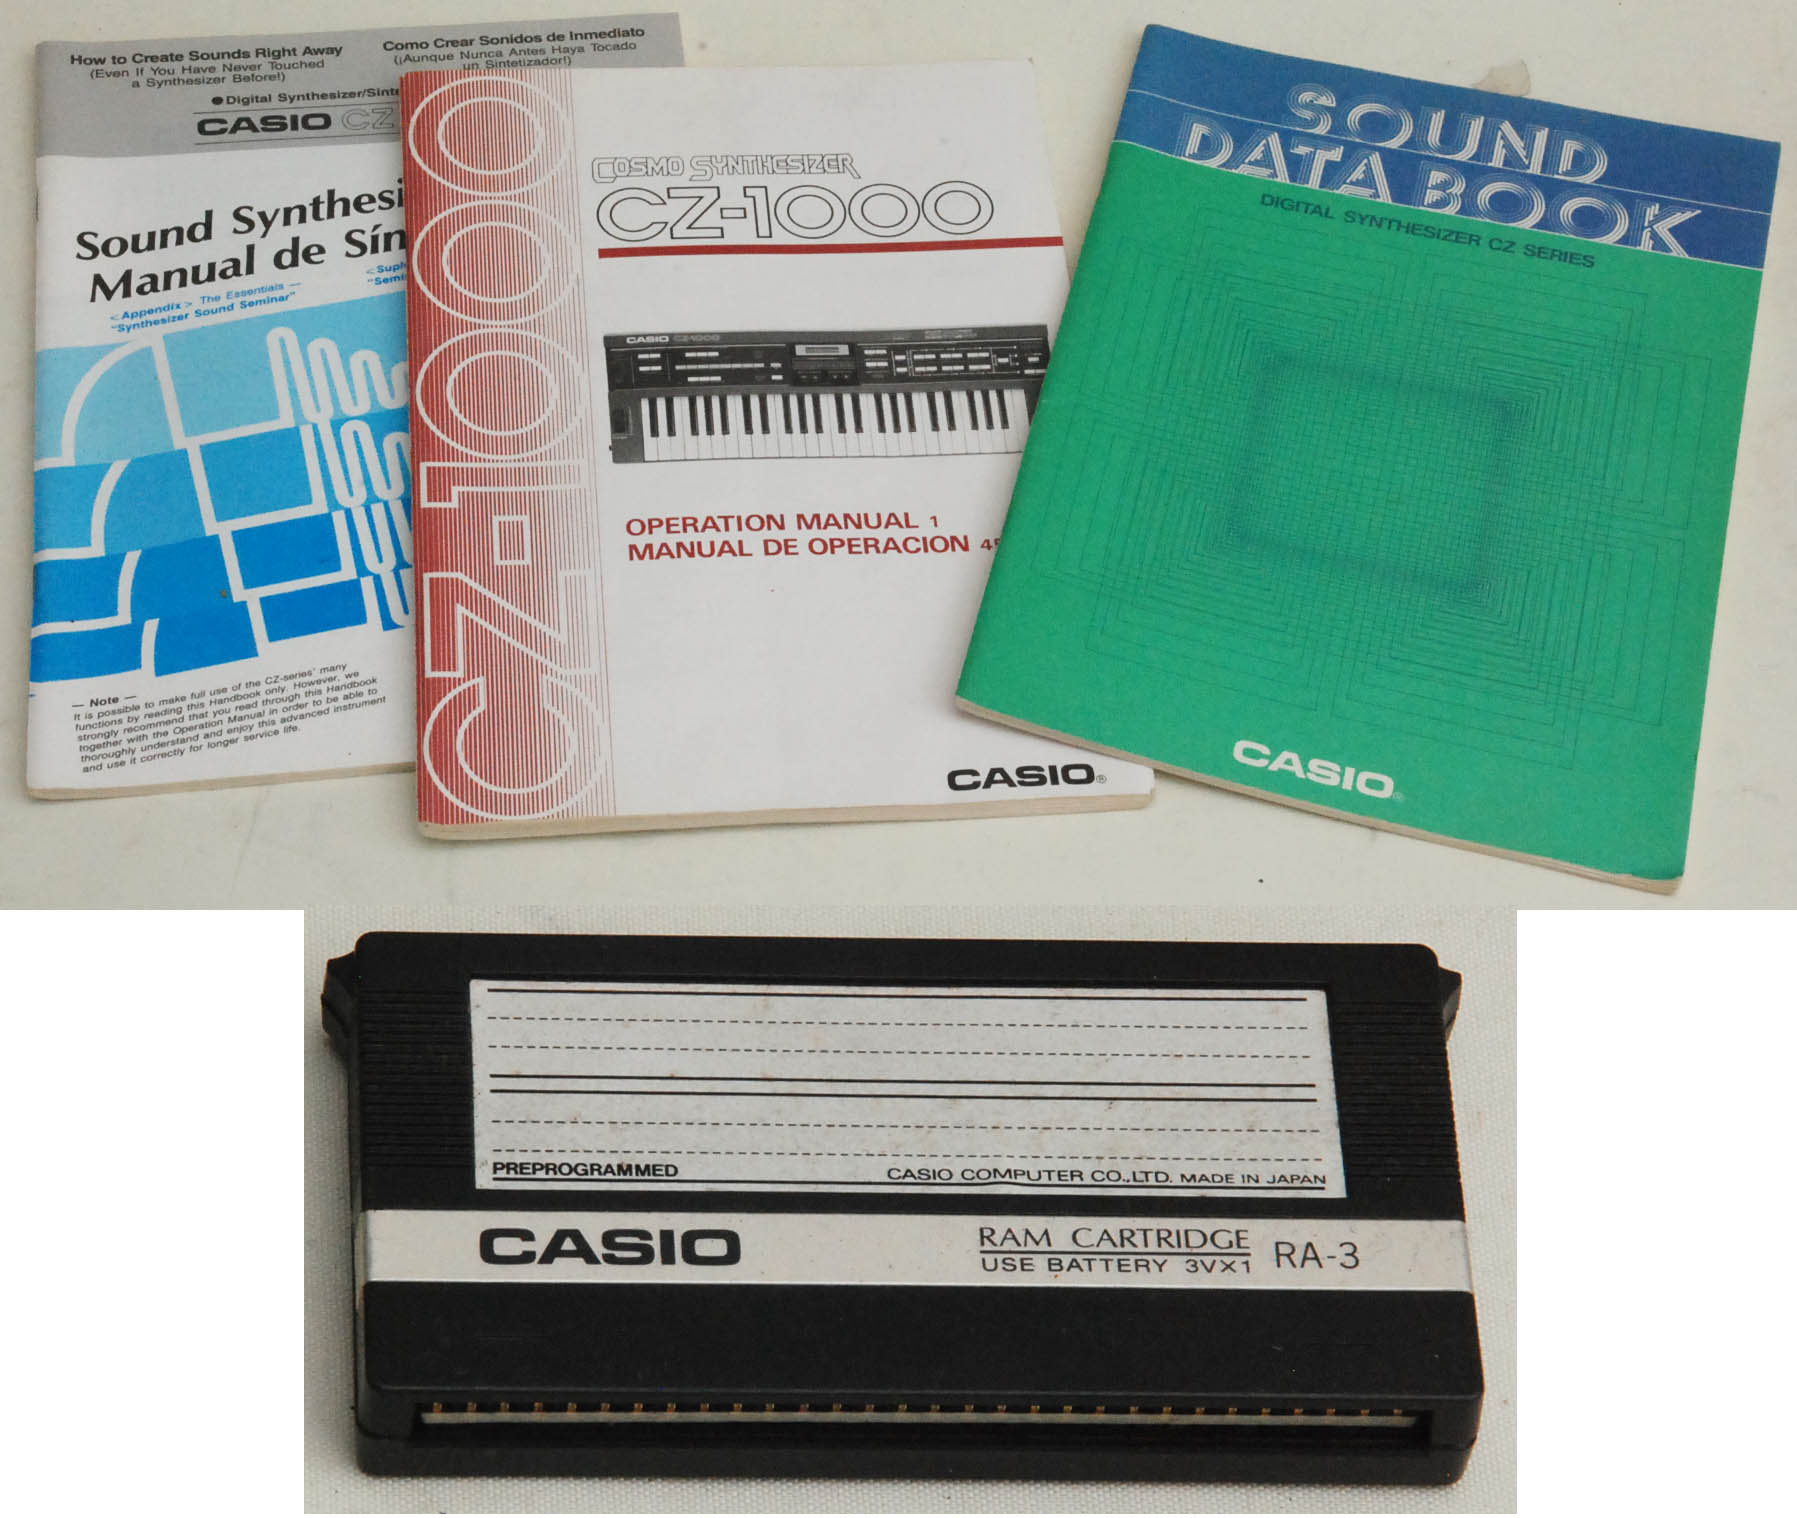 How to Create Sounds Right Away
(Even If You Have Never Touched
a Synthesizer Before!)
Como Crear Sonidos de Inmediato
(¡Aunque Nunca Antes Haya Tocado
un Sintetizador!)
●Digital Synthesizer/Sinte
CASIO CZ
Sound Synthesi
Manual de Sín
<Appendix> The Essentials —
"Synthesizer Sound Seminar"
<Suple
"Semi
— Note —
It is possible to make full use of the CZ-series' many
functions by reading this Handbook only. However, we
strongly recommend that you read through this Handbook
together with the Operation Manual in order to be able to
thoroughly understand and enjoy this advanced instrument
and use it correctly for longer service life.
CZ-1000
COSMO SYNTHESIZER
CZ-1000
CASIO CZ-1000
OPERATION MANUAL 1
MANUAL DE OPERACION
CASIO®
SOUND
DATA BOOK
DIGITAL SYNTHESIZER CZ SERIES
CASIO®
PREPROGRAMMED
CASIO COMPUTER CO.,LTD. MADE IN JAPAN
CASIO
RAM CARTRIDGE
USE BATTERY 3V×1
RA-3